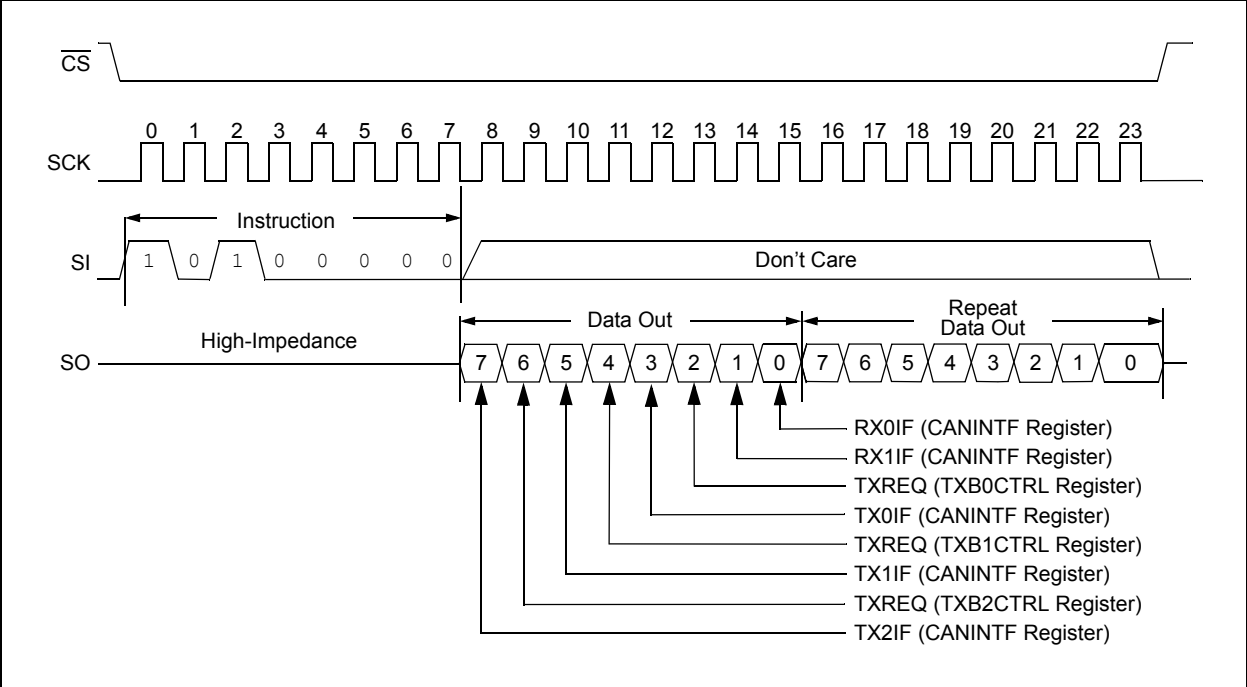 CS
0 1 2 3 4 5 6 7 8 9 10 11 12 13 14 15 16 17 18 19 20 21 22 23
SCK
Instruction
SI 1 0 1 0 0 0 0 0 Don't Care
Data Out
Repeat
Data Out
High-Impedance
SO 7 6 5 4 3 2 1 0 7 6 5 4 3 2 1 0
RX0IF (CANINTF Register)
RX1IF (CANINTF Register)
TXREQ (TXB0CTRL Register)
TX0IF (CANINTF Register)
TXREQ (TXB1CTRL Register)
TX1IF (CANINTF Register)
TXREQ (TXB2CTRL Register)
TX2IF (CANINTF Register)